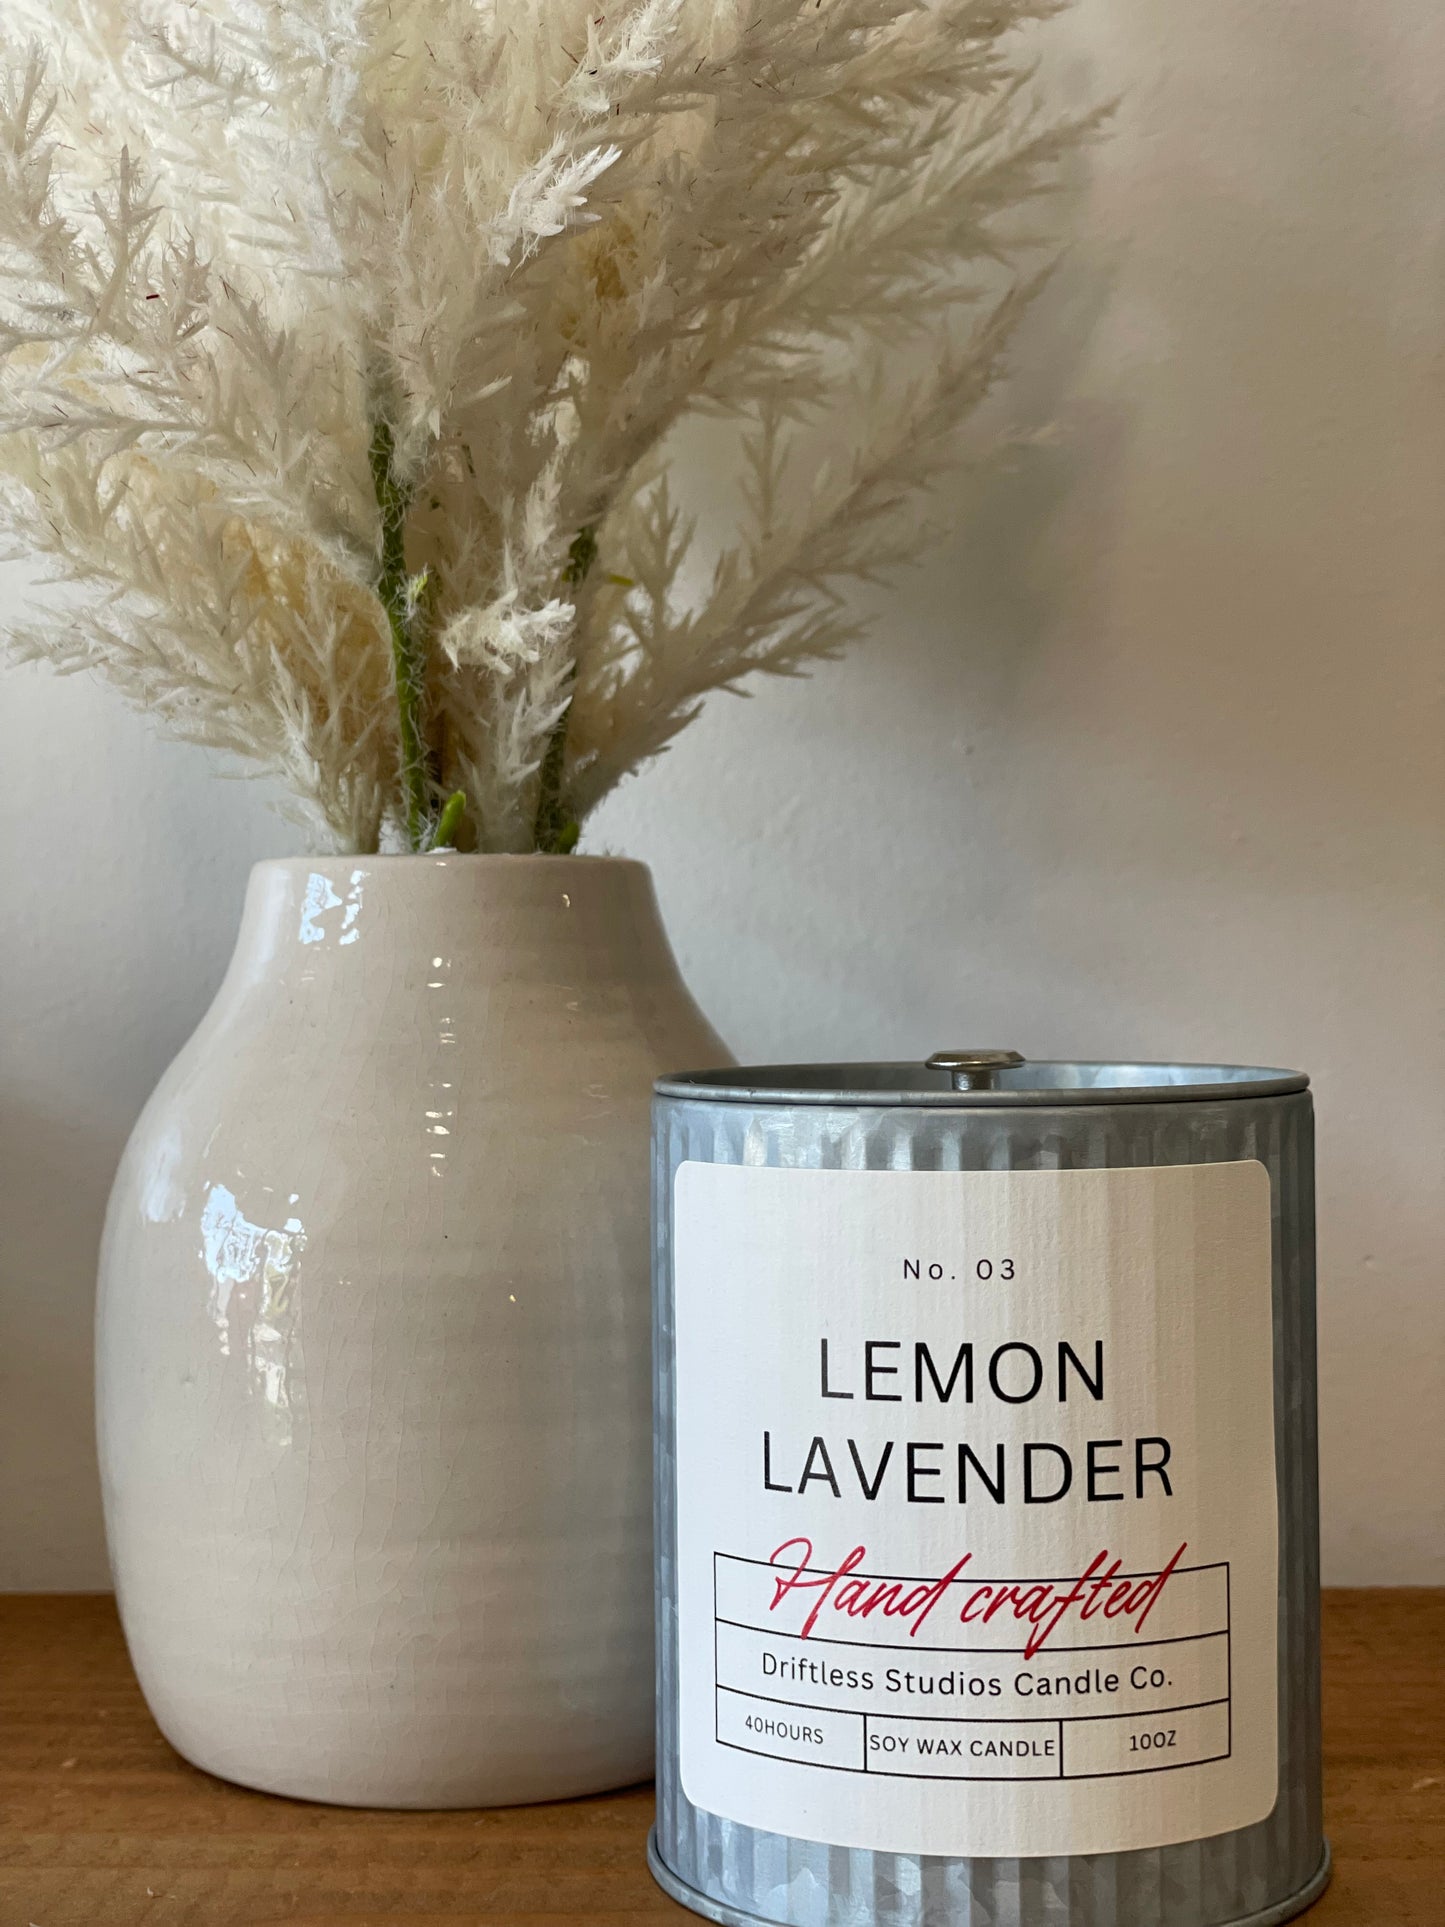 No. 03
LEMON
LAVENDER
Hand crafted
Driftless Studios Candle Co.
40HOURS
SOY WAX CANDLE
10OZ